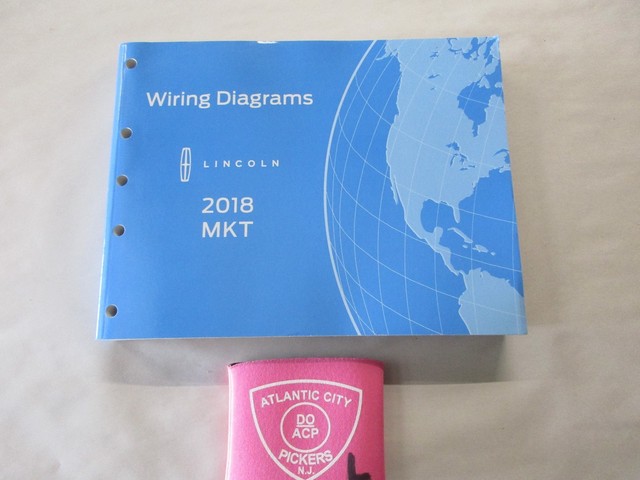 Wiring Diagrams
LINCOLN
2018
MKT
ATLANTIC CITY
DO
ACP
PICKERS
N.J.